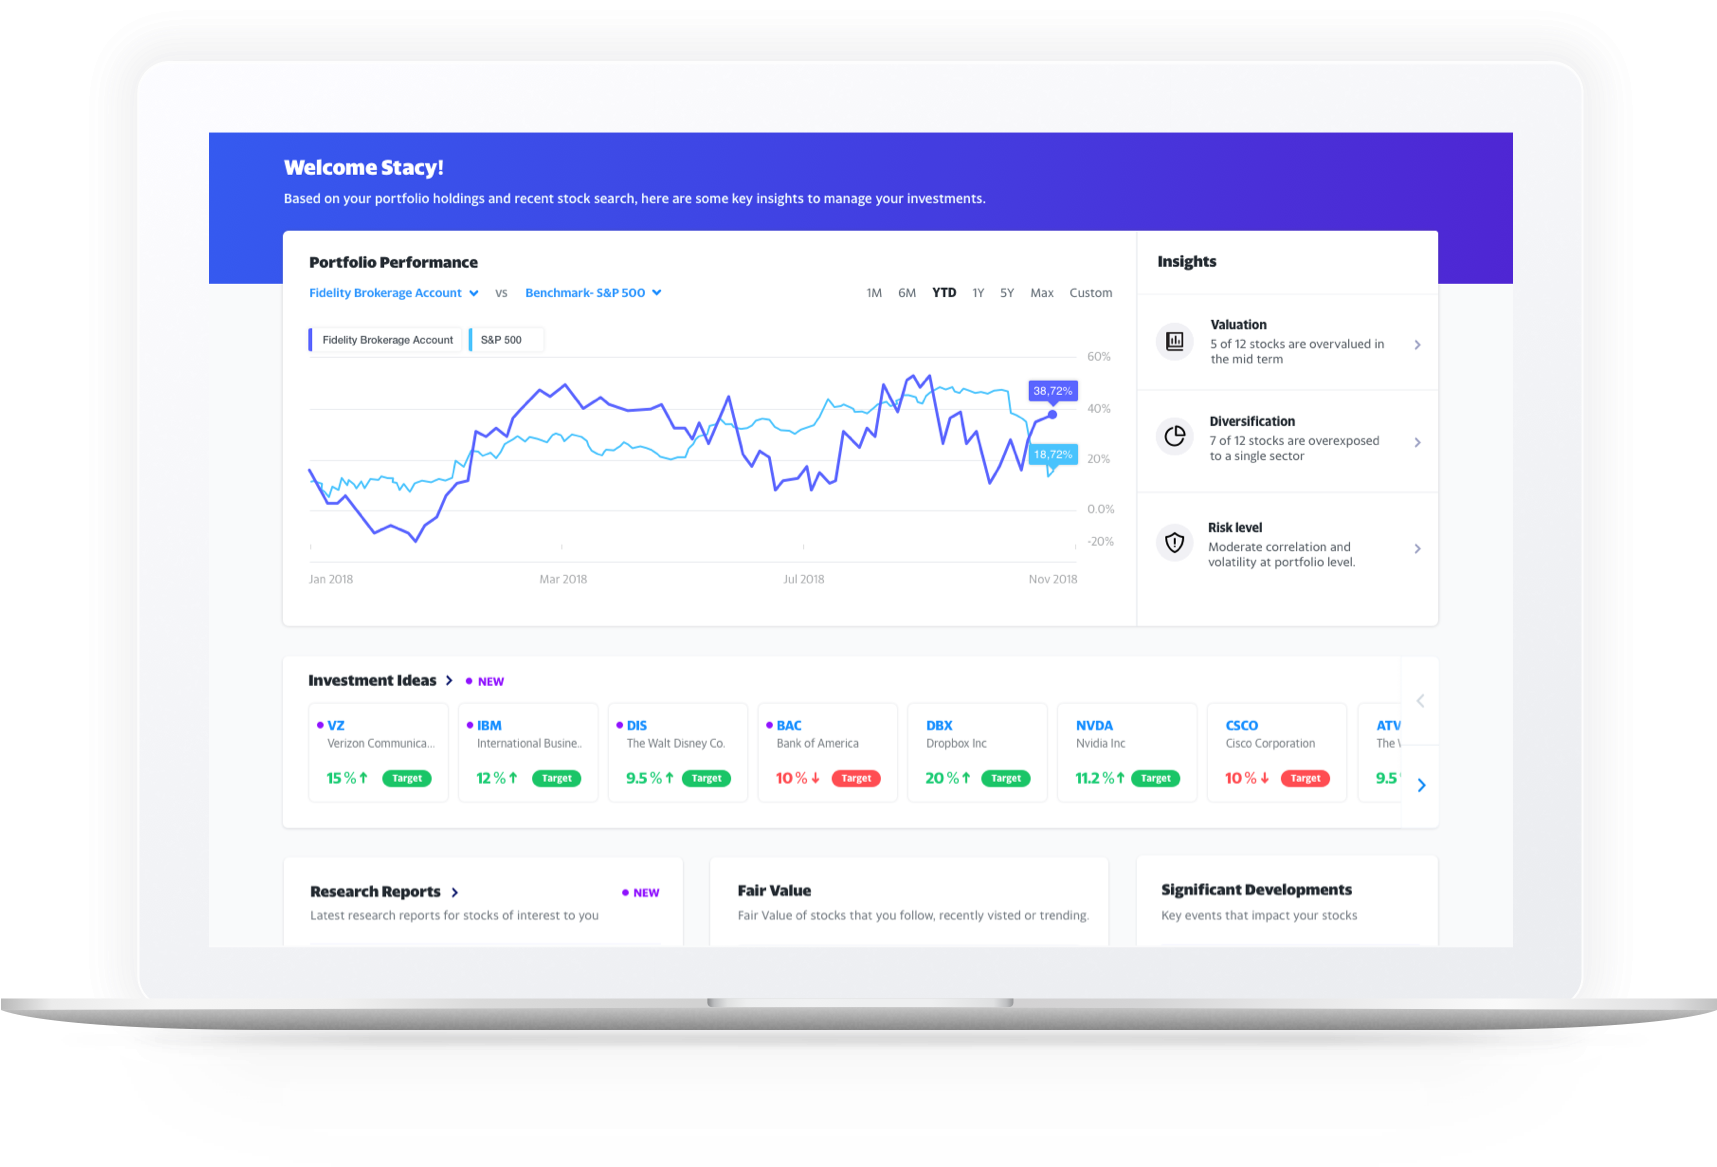 Welcome Stacy!
Based on your portfolio holdings and recent stock search, here are some key insights to manage your investments.
Portfolio Performance
Fidelity Brokerage Account vs Benchmark- S&P 500
1M 6M YTD 1Y 5Y Max Custom
Fidelity Brokerage Account
S&P 500
60%
40%
20%
0.0%
-20%
38,72%
18,72%
Jan 2018
Mar 2018
Jul 2018
Nov 2018
Insights
Valuation
5 of 12 stocks are overvalued in
the mid term
Diversification
7 of 12 stocks are overexposed
to a single sector
Risk level
Moderate correlation and
volatility at portfolio level.
Investment Ideas
NEW
VZ
Verizon Communica...
15 % Target
IBM
International Busine..
12 % Target
DIS
The Walt Disney Co.
9.5 % Target
BAC
Bank of America
10 % Target
DBX
Dropbox Inc
20 % Target
NVDA
Nvidia Inc
11.2 % Target
CSCO
Cisco Corporation
10 % Target
ATV
The
9.5
Research Reports
NEW
Latest research reports for stocks of interest to you
Fair Value
Fair Value of stocks that you follow, recently visted or trending.
Significant Developments
Key events that impact your stocks